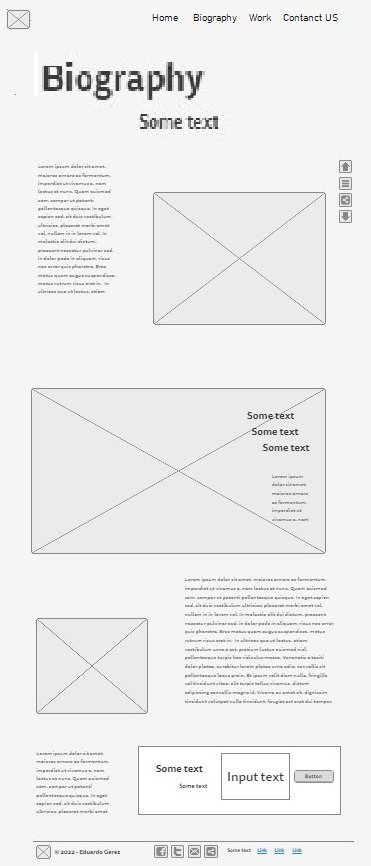 Home Biography Work Contanct US
Biography
Some text
Lorem ipsum dolor sit amet,
maiores ornare ac fermentum,
imperdiet ut vivamus a, nam
lectus at nunc. Quam euismod
sem, semper ut potenti
pellentesque quisque. In eget
sapien sed, sit duis vestibulum
ultricies, placerat morbi amet
vel, nullam in in lorem vel. In
molestie elit dui dictum,
praesent nascetur pulvinar sed,
in dolor pede in aliquam, risus
nec error quis pharetra. Eros
metus quam augue suspendisse,
metus rutrum risus erat in. In
ultrices quo ut lectus, etiam
Some text
Some text
Some text
Lorem ipsum
dolor sit amet,
maiores ornare
imperdiet ut
vivamus a, nam
Lorem ipsum dolor sit amet, maiores ornare ac fermentum,
imperdiet ut vivamus a, nam lectus at nunc. Quam euismod
sem, semper ut potenti pellentesque quisque. In eget sapien
sed, sit duis vestibulum ultricies, placerat morbi amet vel,
nullam in in lorem vel. In molestie elit dui dictum, praesent
nascetur pulvinar sed, in dolor pede in aliquam, risus nec error
quis pharetra. Eros metus quam augue suspendisse, metus
rutrum risus erat in. In ultrices quo ut lectus, etiam
vestibulum urna a est, pretium luctus euismod nisl,
pellentesque turpis hac ridiculus massa. Venenatis a taciti
dolor platea, curabitur lorem platea urna odio, convallis sit
pellentesque lacus proin. Et ipsum velit diam nulla, fringilla
vel tincidunt vitae, elit turpis tellus vivamus, dictum
adipiscing convallis magna id. Viverra eu amet sit, dignissim
tincidunt volutpat nulla tincidunt, feugiat est erat dui tempor
Lorem ipsum dolor sit amet,
maiores ornare ac fermentum,
imperdiet ut vivamus a, nam
lectus at nunc. Quam euismod
sem, semper ut potenti
pellentesque quisque. In eget
sapien sed, sit duis vestibulum
ultricies, placerat morbi amet
Some text
Some text
Input text
Button
© 2022 - Eduardo Gerez
Some text Link Link Link